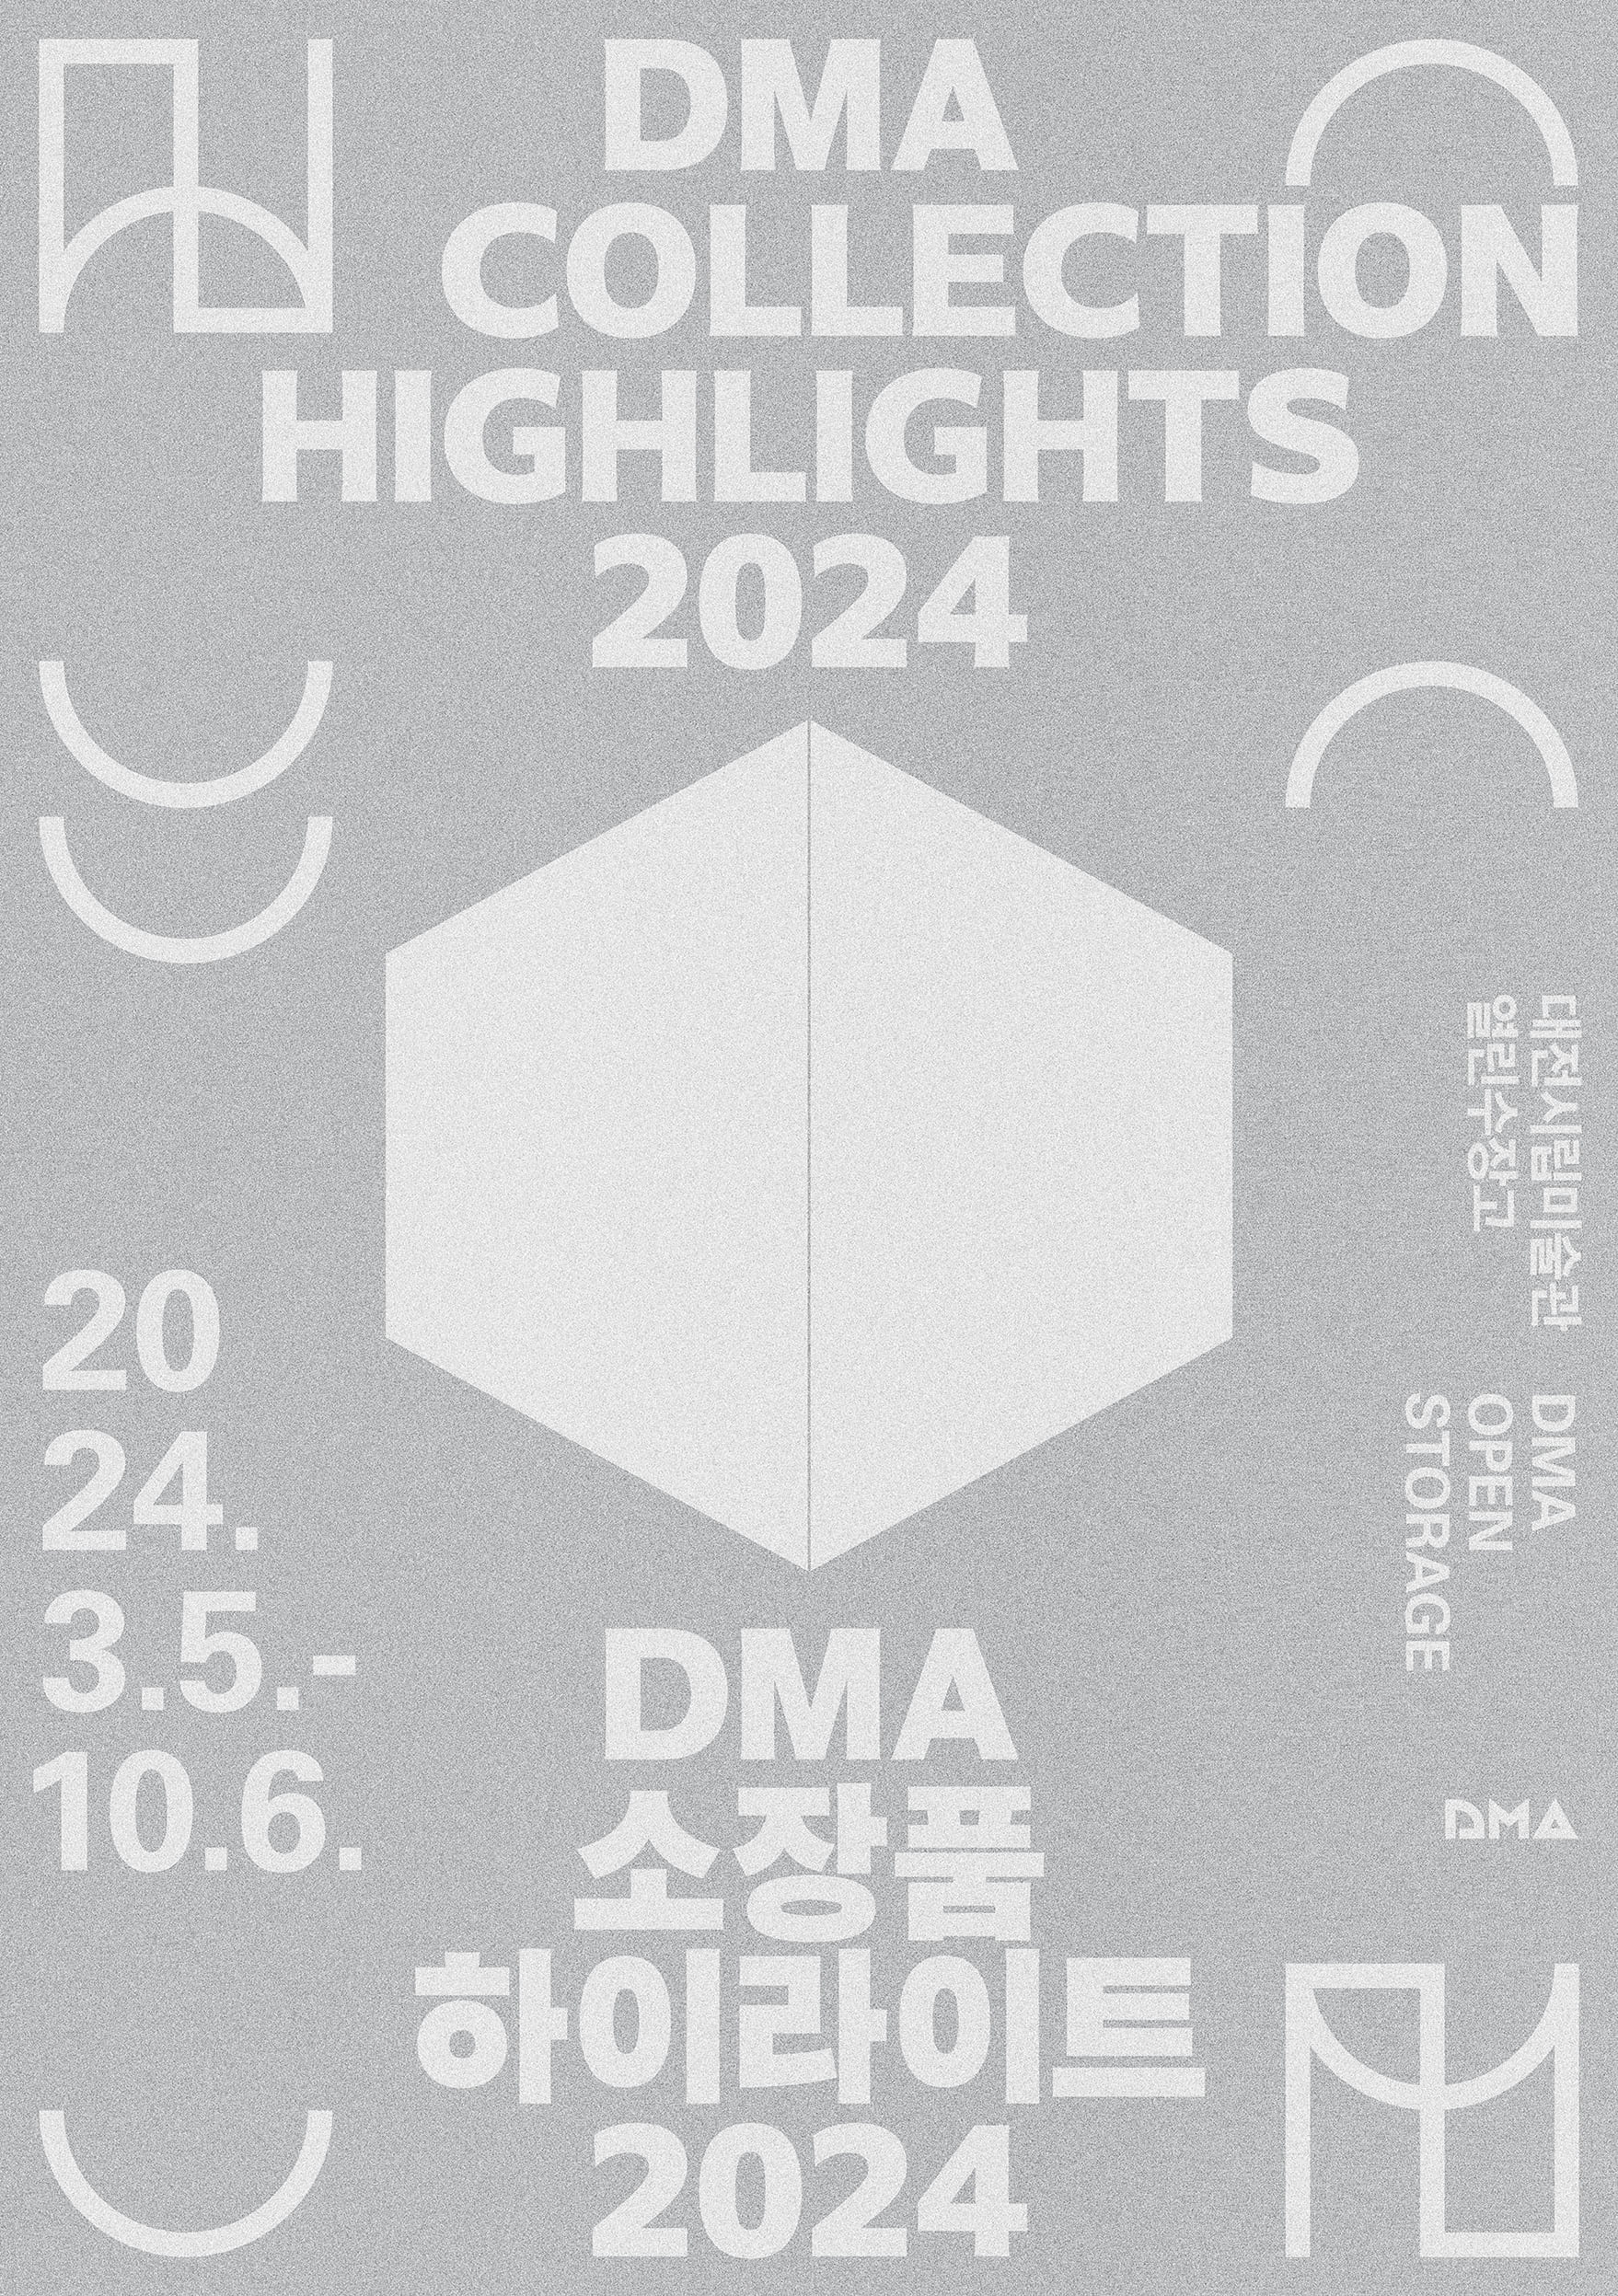 DMA
COLLECTION
HIGHLIGHTS
2024
대전시립미술관
열린수장고
DMA
OPEN
STORAGE
20
24.
3.5.-
10.6.
DMA
소장품
하이라이트
2024
DMA